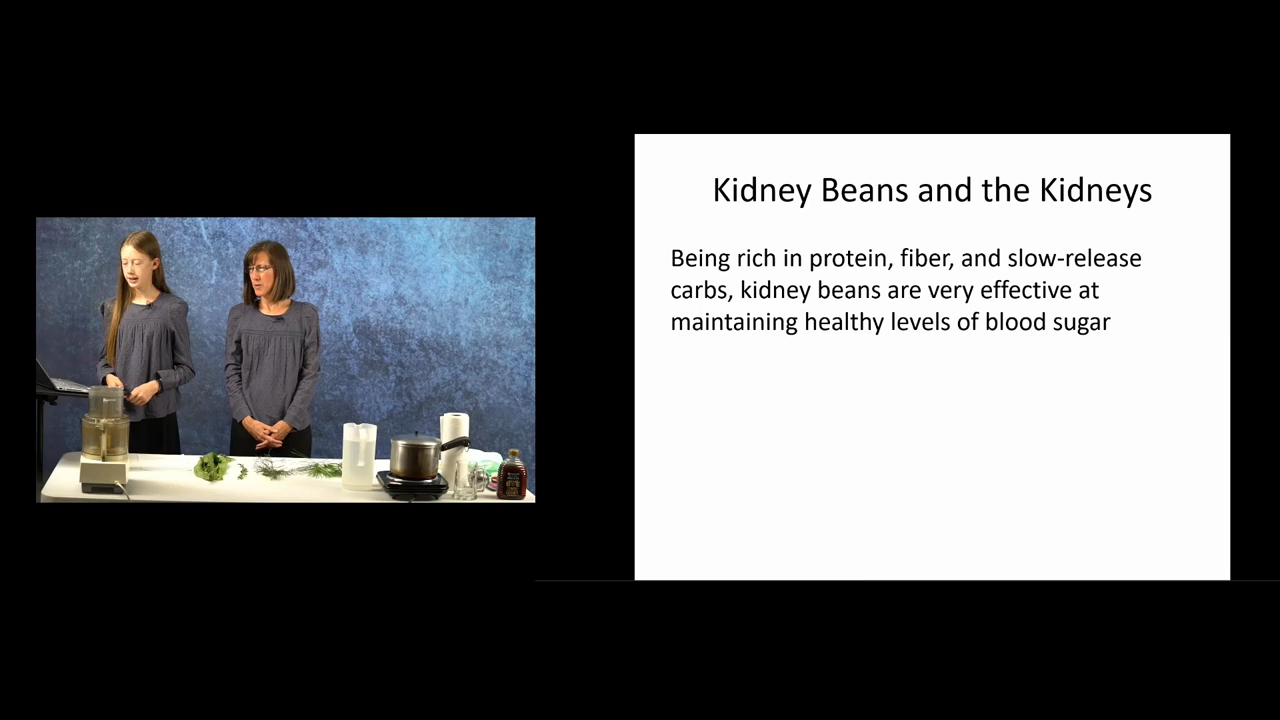 Kidney Beans and the Kidneys
Being rich in protein, fiber, and slow-release
carbs, kidney beans are very effective at
maintaining healthy levels of blood sugar